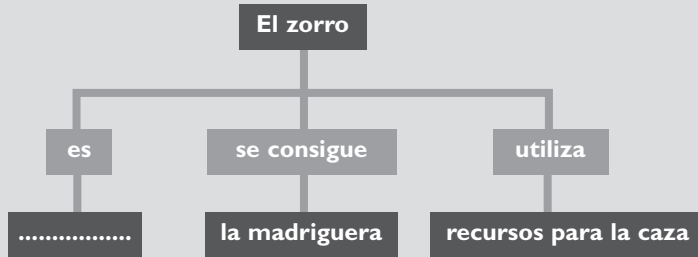 El zorro
es
se consigue
utiliza
.................
la madriguera
recursos para la caza